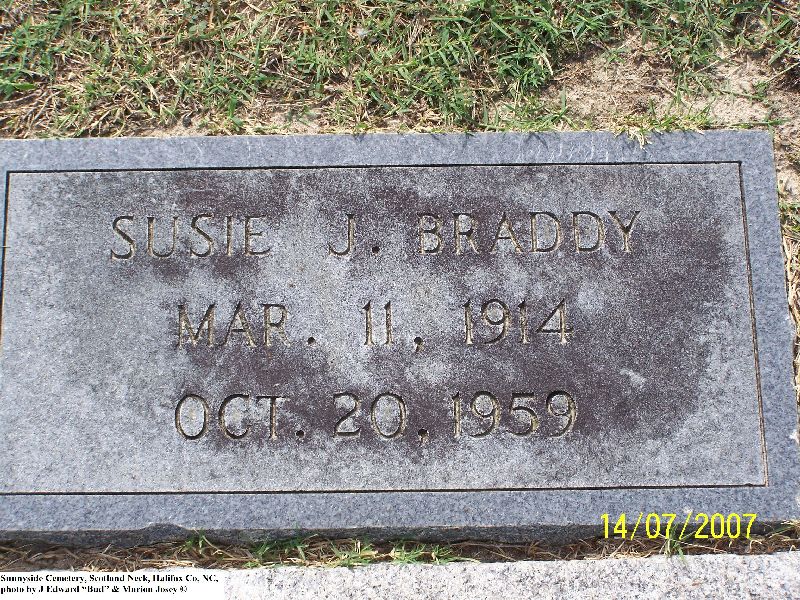 SUSIE J. BRADDY
MAR. 11, 1914
OCT. 20, 1959
14/07/2007
Sunnyside Cemetery, Scotland Neck, Halifax Co. NC,
photo by J Edward "Bud" & Marion Josey ©